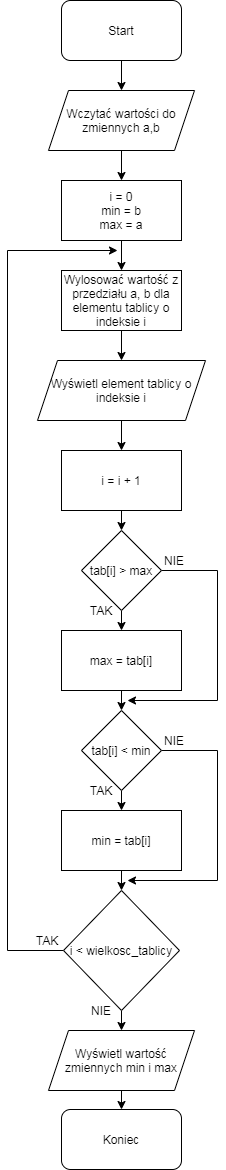 Start
Wczytać wartości do
zmiennych a,b
i = 0
min = b
max = a
Wylosować wartość z
przedziału a, b dla
elementu tablicy o
indeksie i
Wyświetl element tablicy o
indeksie i
i = i + 1
tab[i] > max
NIE
TAK
max = tab[i]
tab[i] < min
NIE
TAK
min = tab[i]
i < wielkosc_tablicy
TAK
NIE
Wyświetl wartość
zmiennych min i max
Koniec